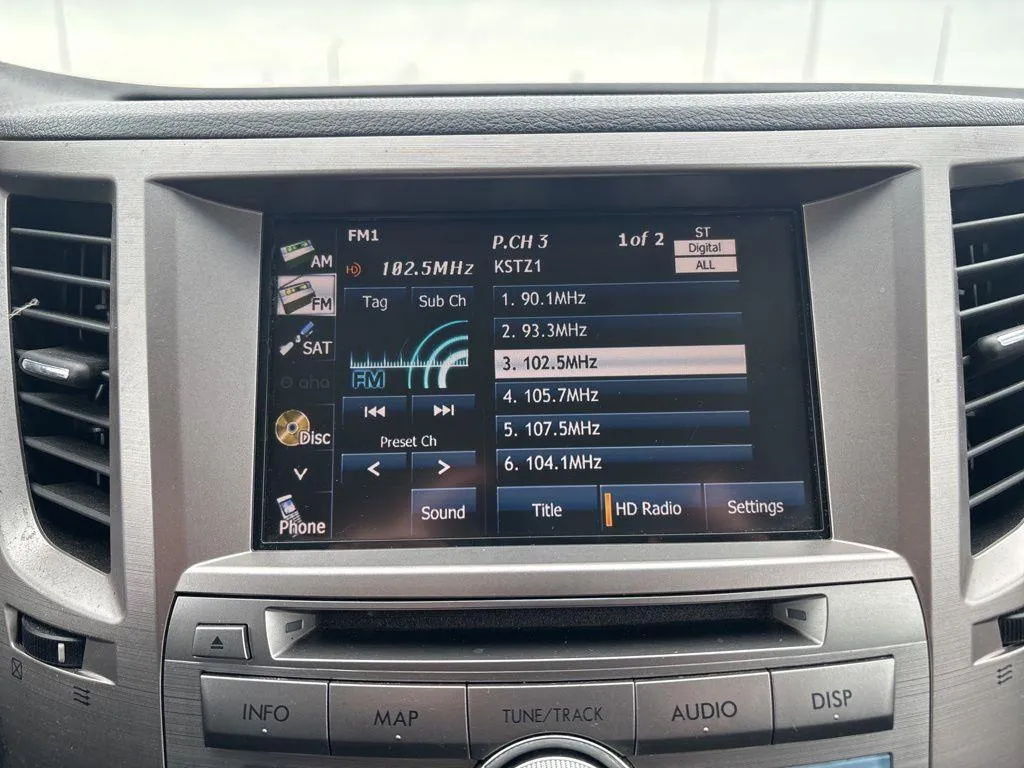 FM1 P.CH 3 1of 2 ST
Digital
HD 102.5MHz KSTZ1 ALL
AM
FM
SAT
aha
Disc
Phone
Tag Sub Ch
FM
Preset Ch
< >
Sound
1. 90.1MHz
2. 93.3MHz
3. 102.5MHz
4. 105.7MHz
5. 107.5MHz
6. 104.1MHz
Title HD Radio Settings
INFO MAP TUNE/TRACK AUDIO DISP